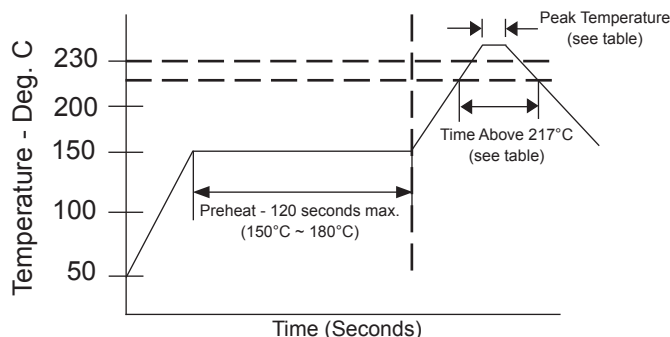 Peak Temperature
(see table)
230
200
Time Above 217°C
(see table)
150
Preheat - 120 seconds max.
(150°C ~ 180°C)
100
50
Temperature - Deg. C
Time (Seconds)